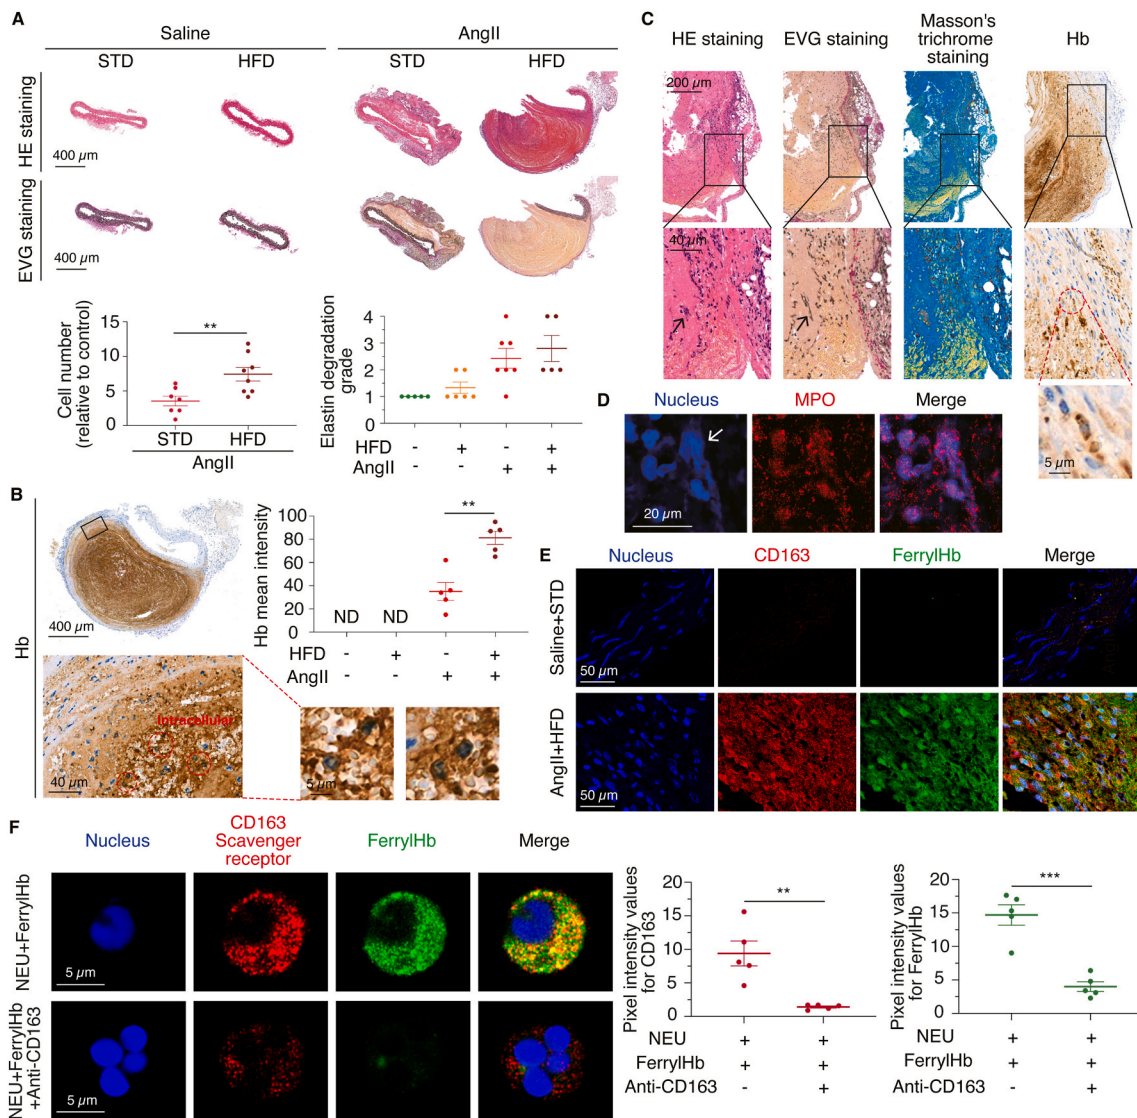 A
Saline
AngII
STD
HFD
STD
HFD
HE staining
400 µm
EVG staining
400 µm
Cell number
(relative to control)
15
10
5
0
**
STD
HFD
AngII
Elastin degradation
grade
4
3
2
1
0
HFD - + - +
AngII - - + +
B
Hb
400 µm
Intracellular
40 µm
Hb mean intensity
100
80
60
40
20
0
ND
ND
**
HFD - + - +
AngII - - + +
5 µm
C
HE staining
EVG staining
Masson's
trichrome
staining
Hb
200 µm
40 µm
5 µm
D
Nucleus
MPO
Merge
20 µm
E
Nucleus
CD163
FerrylHb
Merge
Saline+STD
50 µm
AngII+HFD
50 µm
F
Nucleus
CD163
Scavenger
receptor
FerrylHb
Merge
NEU+FerrylHb
5 µm
NEU+FerrylHb
+Anti-CD163
5 µm
Pixel intensity values
for CD163
20
15
10
5
0
**
NEU + +
FerrylHb + +
Anti-CD163 - +
Pixel intensity values
for FerrylHb
20
15
10
5
0
***
NEU + +
FerrylHb + +
Anti-CD163 - +